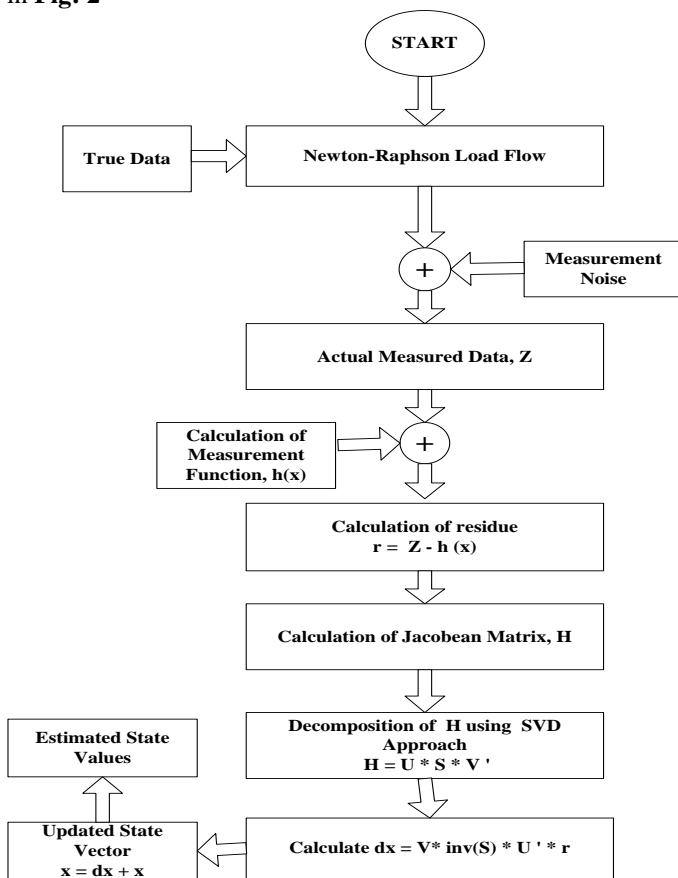 in Fig. 2
START
True Data
Newton-Raphson Load Flow
+
Measurement
Noise
Actual Measured Data, Z
Calculation of
Measurement
Function, h(x)
+
Calculation of residue
r = Z - h (x)
Calculation of Jacobean Matrix, H
Decomposition of H using SVD
Approach
H = U * S * V '
Estimated State
Values
Updated State
Vector
x = dx + x
Calculate dx = V* inv(S) * U ' * r